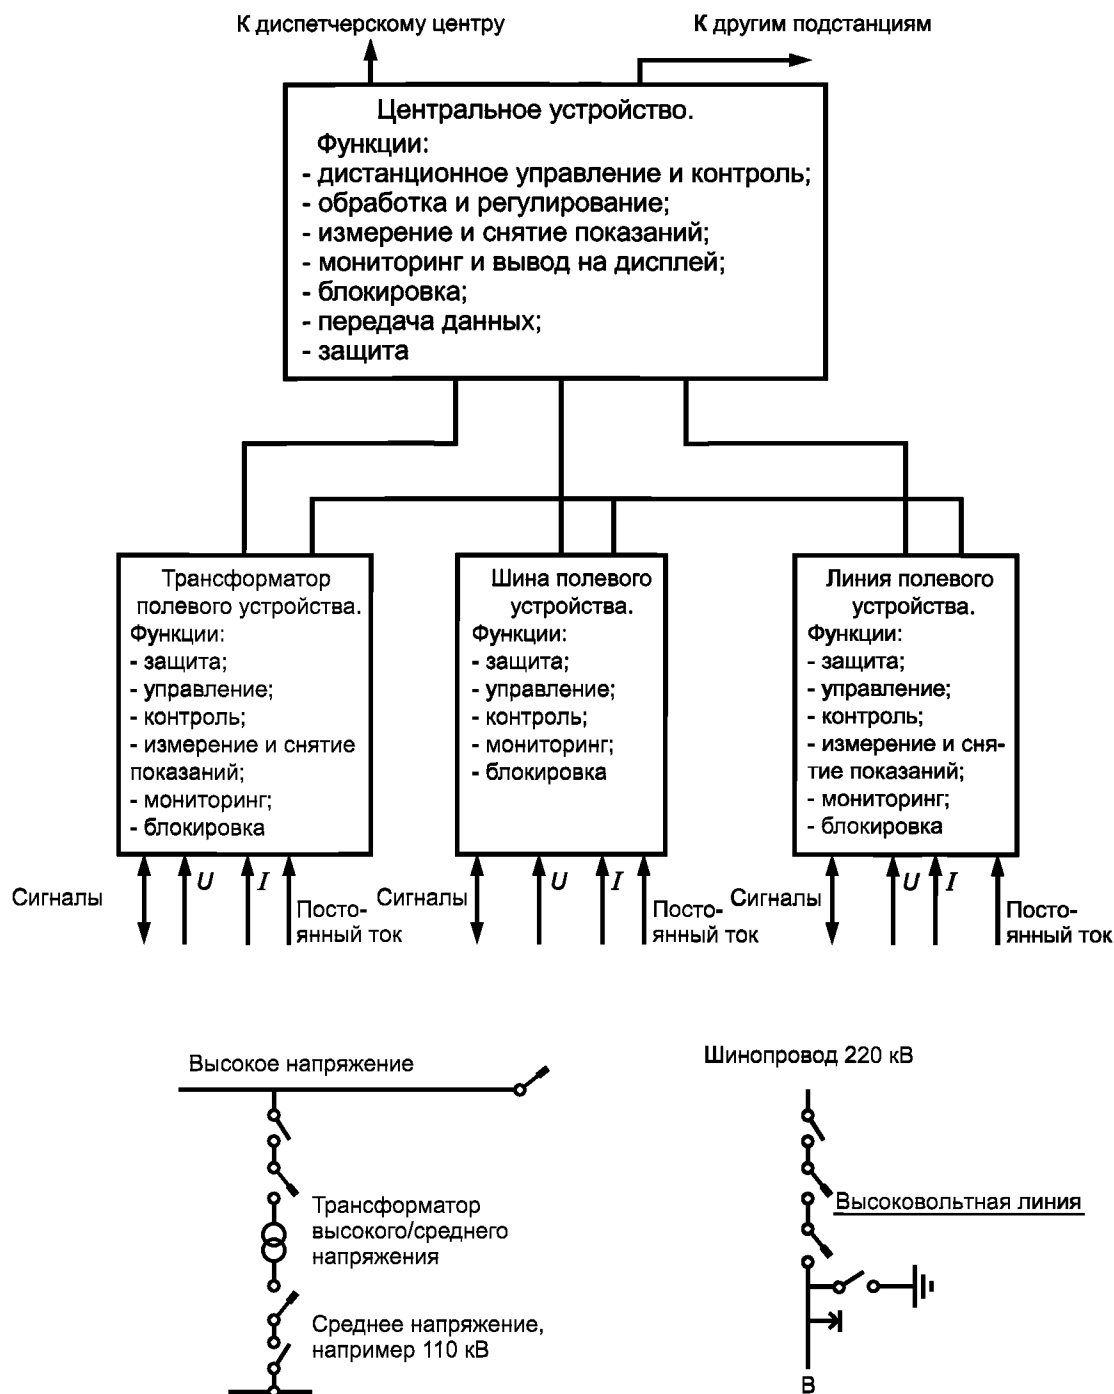 К диспетчерскому центру
К другим подстанциям
Центральное устройство.
Функции:
- дистанционное управление и контроль;
- обработка и регулирование;
- измерение и снятие показаний;
- мониторинг и вывод на дисплей;
- блокировка;
- передача данных;
- защита
Трансформатор
полевого устройства.
Функции:
- защита;
- управление;
- контроль;
- измерение и снятие
показаний;
- мониторинг;
- блокировка
Шина полевого
устройства.
Функции:
- защита;
- управление;
- контроль;
- мониторинг;
- блокировка
Линия полевого
устройства.
Функции:
- защита;
- управление;
- контроль;
- измерение и сня-
тие показаний;
- мониторинг;
- блокировка
Сигналы
U
I
Посто-
янный ток
Сигналы
U
I
Посто-
янный ток
Сигналы
U
I
Посто-
янный ток
Высокое напряжение
Трансформатор
высокого/среднего
напряжения
Среднее напряжение,
например 110 кВ
Шинопровод 220 кВ
Высоковольтная линия
В